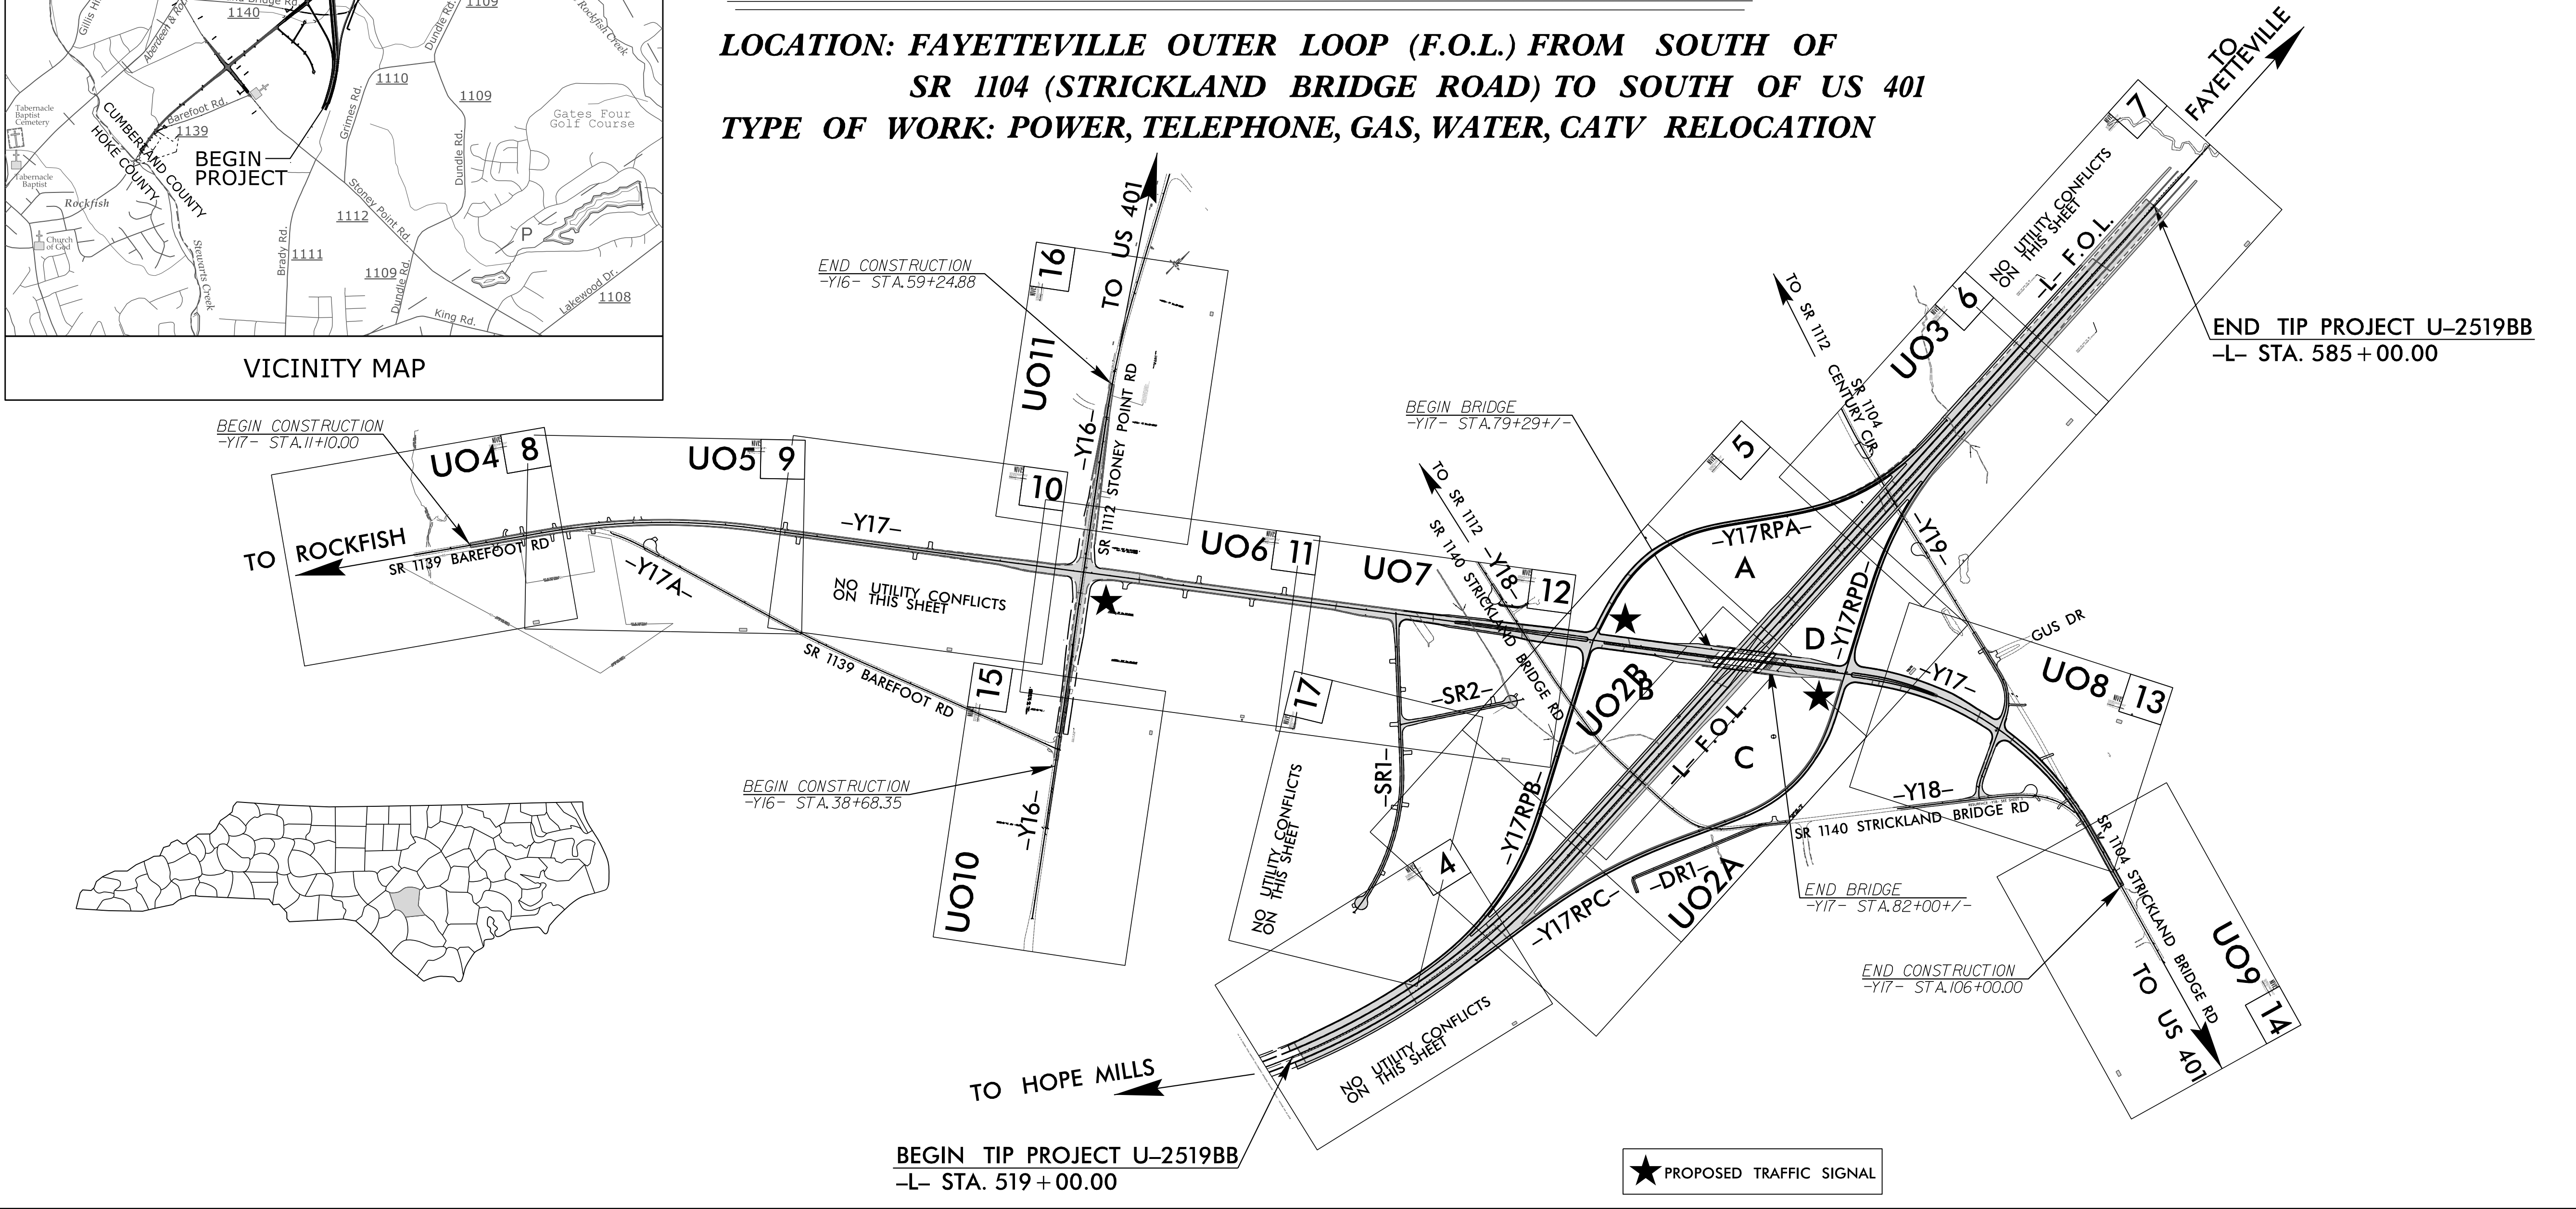 LOCATION: FAYETTEVILLE OUTER LOOP (F.O.L.) FROM SOUTH OF
SR 1104 (STRICKLAND BRIDGE ROAD) TO SOUTH OF US 401
TYPE OF WORK: POWER, TELEPHONE, GAS, WATER, CATV RELOCATION
1140
Barefoot Rd.
1139
CUMBERLAND COUNTY
HOKE COUNTY
BEGIN
PROJECT
Tabernacle
Baptist
Cemetery
Tabernacle
Baptist
Rockfish
Church
of God
Stewarts Creek
Brady Rd.
1111
Grimes Rd.
1110
Dundle Rd.
1109
1109
Dundle Rd.
Stoney Point Rd.
1112
1109
Dundle Rd.
King Rd.
Lakewood Dr.
1108
Rockfish Creek
Gates Four
Golf Course
P
VICINITY MAP
TO
FAYETTEVILLE
7
NO UTILITY CONFLICTS
ON THIS SHEET
-L- F.O.L.
6
UO3
END TIP PROJECT U-2519BB
-L- STA. 585+00.00
TO SR 1112
SR 1104
CENTURY CIR
TO US 401
16
UO11
END CONSTRUCTION
-Y16- STA.59+24.88
-Y16-
SR 1112 STONEY POINT RD
BEGIN CONSTRUCTION
-Y17- STA.11+10.00
UO4
8
UO5
9
10
TO ROCKFISH
SR 1139 BAREFOOT RD
-Y17A-
-Y17-
NO UTILITY CONFLICTS
ON THIS SHEET
SR 1139 BAREFOOT RD
UO6
11
UO7
12
BEGIN BRIDGE
-Y17- STA.79+29+/-
TO SR 1112
SR 1140 STRICKLAND BRIDGE RD
-Y18-
5
-Y17RPA-
A
-Y17RPD-
D
-Y19-
GUS DR
-Y17-
UO8
13
UO2B
B
-L- F.O.L.
C
15
17
-SR2-
-SR1-
NO UTILITY CONFLICTS
ON THIS SHEET
BEGIN CONSTRUCTION
-Y16- STA.38+68.35
-Y16-
UO10
-Y17RPB-
4
-Y17RPC-
-DR1-
UO2A
-Y18-
SR 1140 STRICKLAND BRIDGE RD
END BRIDGE
-Y17- STA.82+00+/-
END CONSTRUCTION
-Y17- STA.106+00.00
SR 1104 STRICKLAND BRIDGE RD
UO9
14
TO US 401
NO UTILITY CONFLICTS
ON THIS SHEET
TO HOPE MILLS
BEGIN TIP PROJECT U-2519BB
-L- STA. 519+00.00
★ PROPOSED TRAFFIC SIGNAL